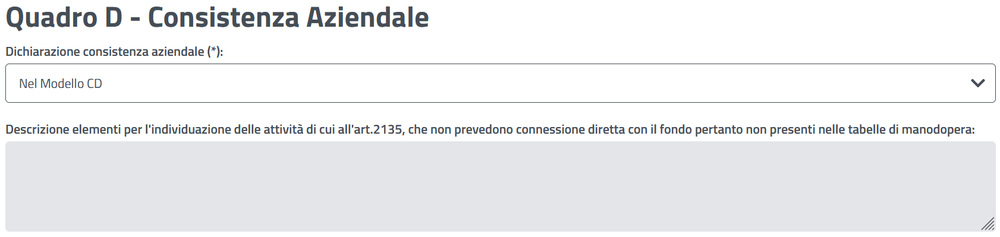 Quadro D - Consistenza Aziendale
Dichiarazione consistenza aziendale (*):
Nel Modello CD
Descrizione elementi per l'individuazione delle attività di cui all'art.2135, che non prevedono connessione diretta con il fondo pertanto non presenti nelle tabelle di manodopera: